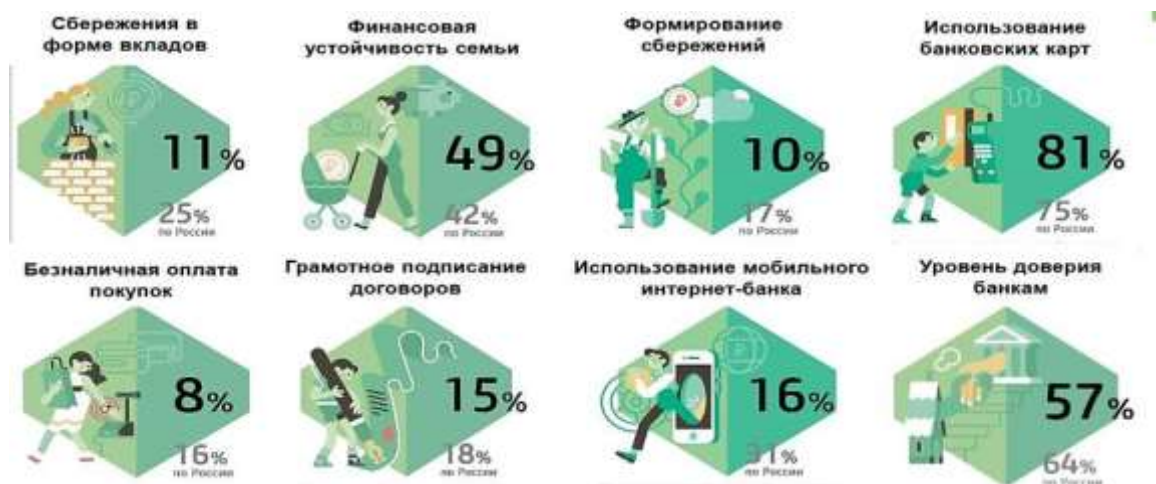 Сбережения в
форме вкладов
11%
25%
по России
Финансовая
устойчивость семьи
49%
42%
по России
Формирование
сбережений
10%
17%
по России
Использование
банковских карт
81%
75%
по России
Безналичная оплата
покупок
8%
16%
по России
Грамотное подписание
договоров
15%
18%
по России
Использование мобильного
интернет-банка
16%
31%
по России
Уровень доверия
банкам
57%
64%
по России